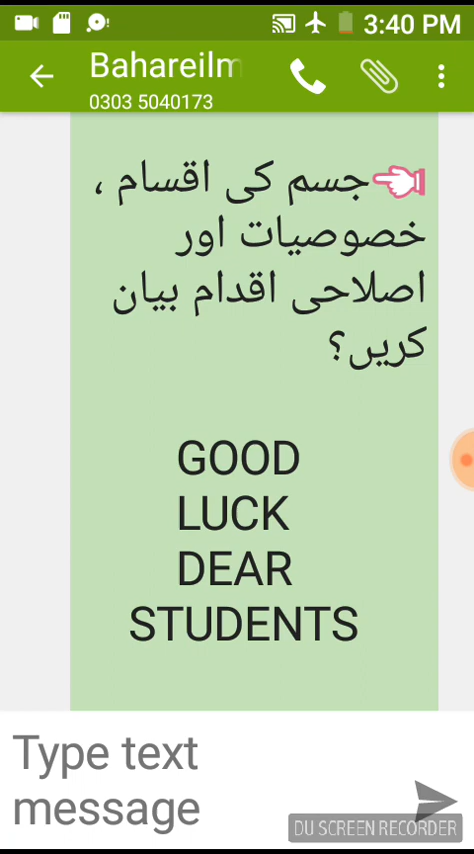 3:40 PM
Bahareilm
0303 5040173
جسم کی اقسام ،
خصوصیات اور
اصلاحی اقدام بیان
کریں؟
GOOD
LUCK
DEAR
STUDENTS
Type text
message
DU SCREEN RECORDER